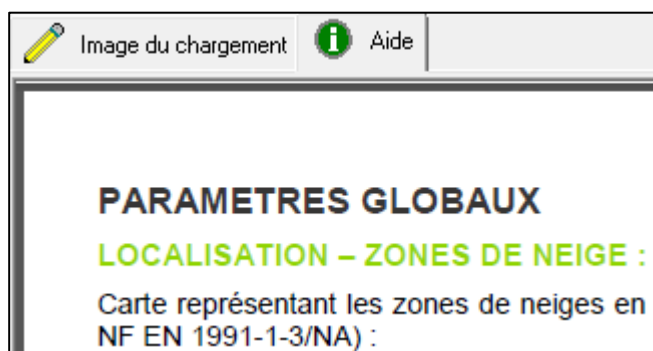 Image du chargement Aide
PARAMETRES GLOBAUX
LOCALISATION – ZONES DE NEIGE :
Carte représentant les zones de neiges en
NF EN 1991-1-3/NA) :